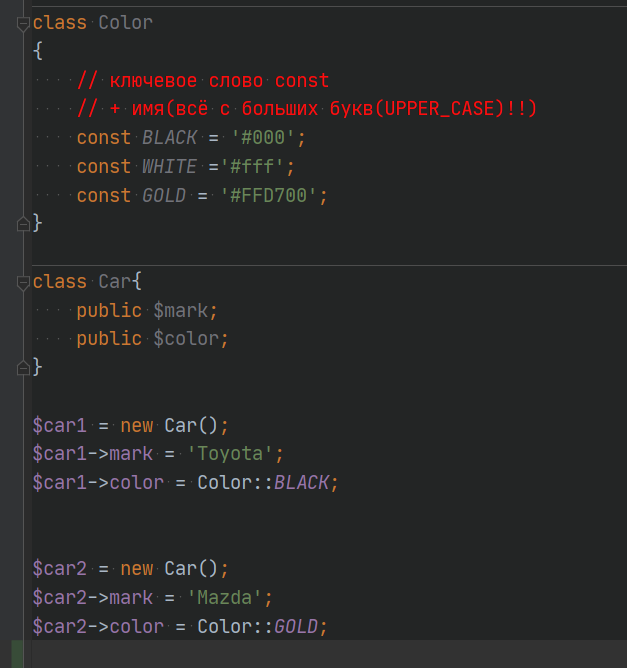 class Color
{
// ключевое слово const
// + имя(всё с больших букв(UPPER_CASE)!!)
const BLACK = '#000';
const WHITE ='#fff';
const GOLD = '#FFD700';
}
class Car{
public $mark;
public $color;
}
$car1 = new Car();
$car1->mark = 'Toyota';
$car1->color = Color::BLACK;
$car2 = new Car();
$car2->mark = 'Mazda';
$car2->color = Color::GOLD;